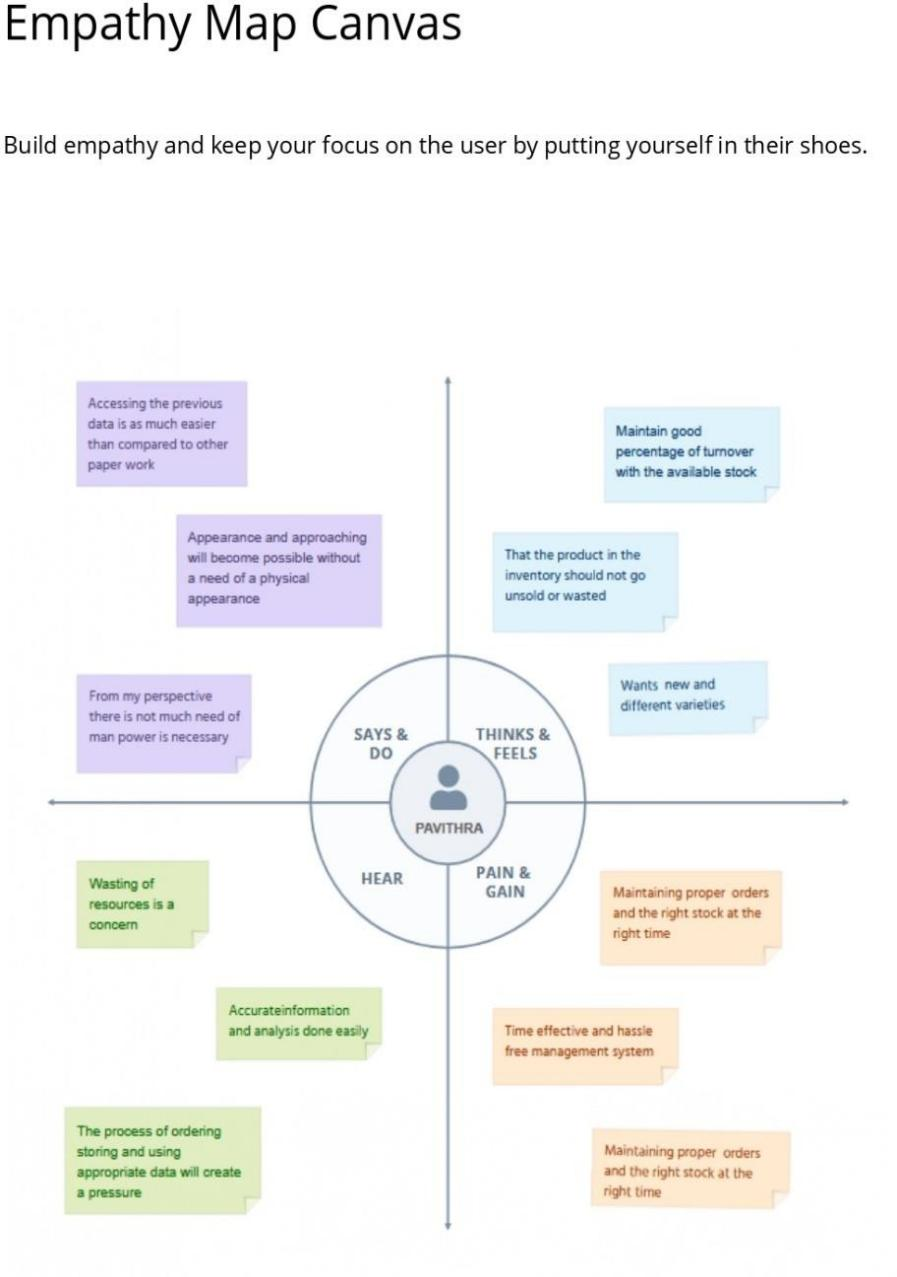 Empathy Map Canvas
Build empathy and keep your focus on the user by putting yourself in their shoes.
Accessing the previous
data is as much easier
than compared to other
paper work
Appearance and approaching
will become possible without
a need of a physical
appearance
From my perspective
there is not much need of
man power is necessary
Maintain good
percentage of turnover
with the available stock
That the product in the
inventory should not go
unsold or wasted
Wants new and
different varieties
SAYS &
DO
THINKS &
FEELS
PAVITHRA
HEAR
PAIN &
GAIN
Wasting of
resources is a
concern
Accurateinformation
and analysis done easily
The process of ordering
storing and using
appropriate data will create
a pressure
Maintaining proper orders
and the right stock at the
right time
Time effective and hassle
free management system
Maintaining proper orders
and the right stock at the
right time